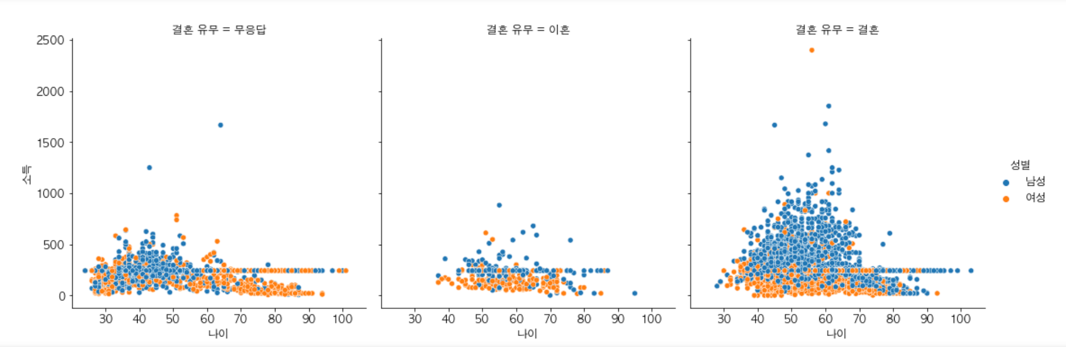 결혼 유무 = 무응답
결혼 유무 = 이혼
결혼 유무 = 결혼
2500
2000
1500
1000
500
0
소득
30 40 50 60 70 80 90 100
30 40 50 60 70 80 90 100
30 40 50 60 70 80 90 100
나이
나이
나이
성별
남성
여성